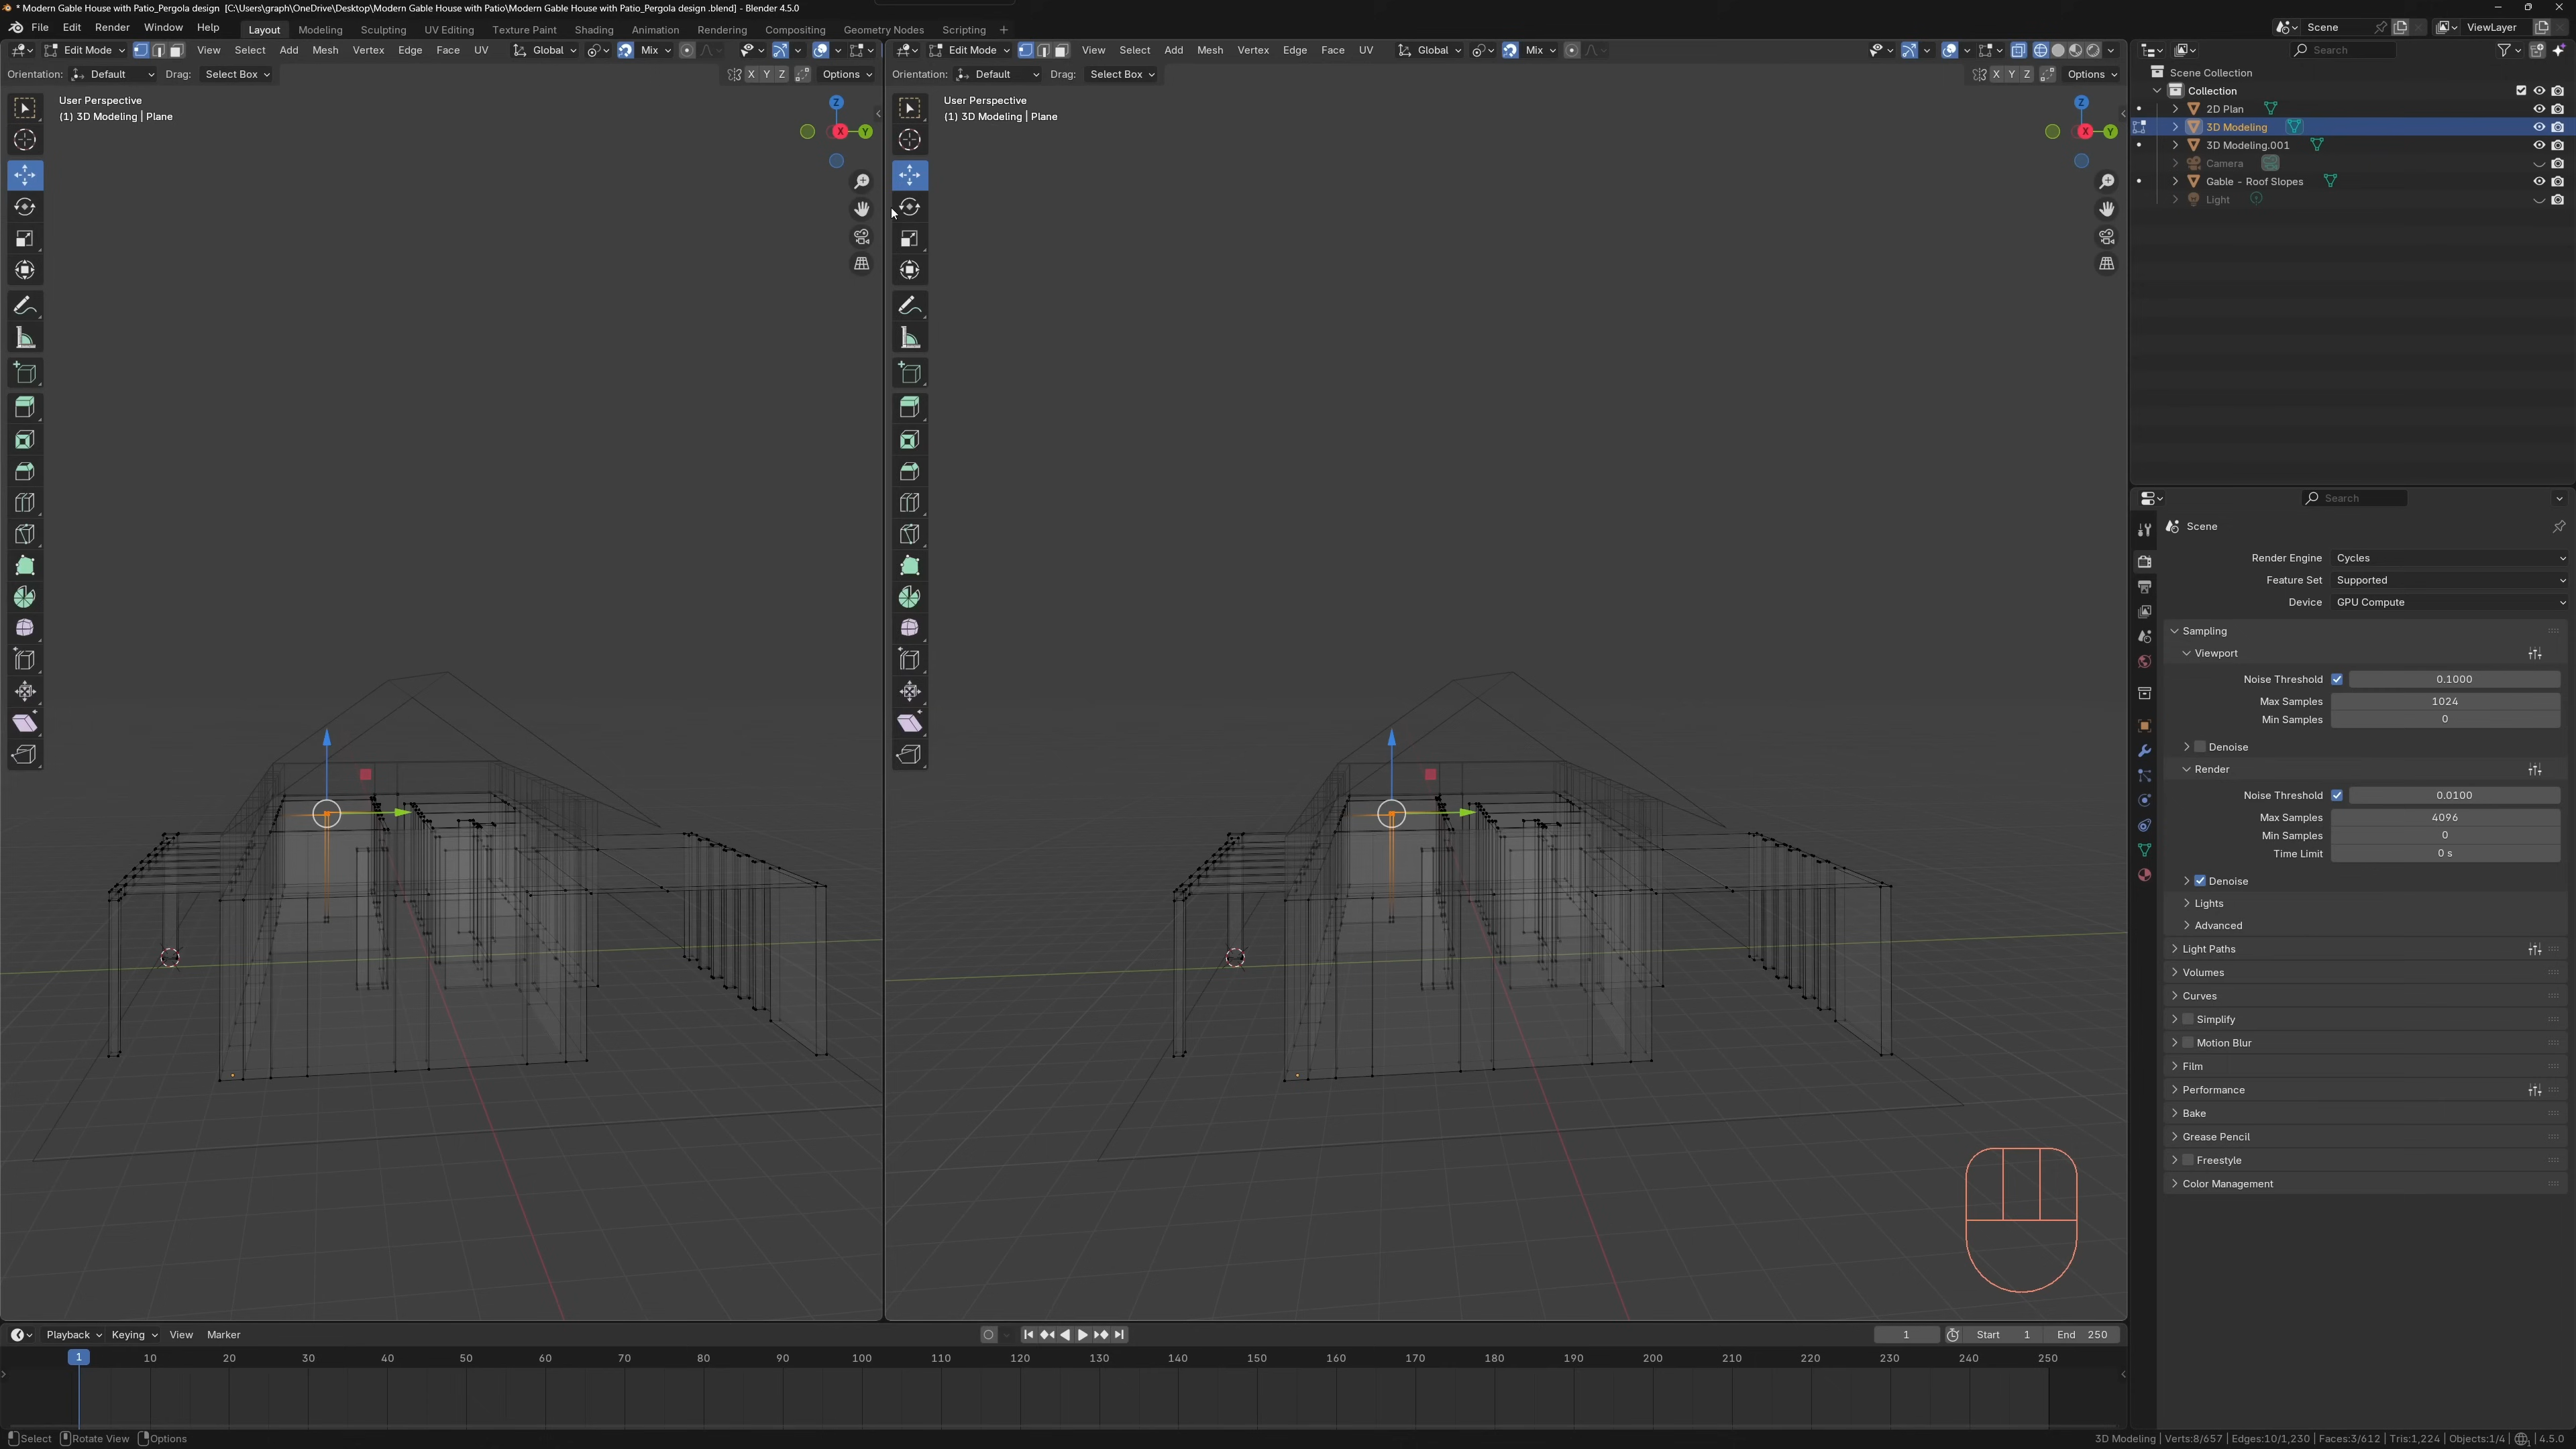 * Modern Gable House with Patio_Pergola design [C:\Users\graph\OneDrive\Desktop\Modern Gable House with Patio\Modern Gable House with Patio_Pergola design .blend] - Blender 4.5.0
File Edit Render Window Help Layout Modeling Sculpting UV Editing Texture Paint Shading Animation Rendering Compositing Geometry Nodes Scripting + Scene ViewLayer
Edit Mode View Select Add Mesh Vertex Edge Face UV Global Mix Edit Mode View Select Add Mesh Vertex Edge Face UV Global Mix Search
Orientation: Default Drag: Select Box X Y Z Options Orientation: Default Drag: Select Box X Y Z Options
Scene Collection
Collection
2D Plan
3D Modeling
3D Modeling.001
Camera
Gable - Roof Slopes
Light
User Perspective
(1) 3D Modeling | Plane
Z
X
Y
User Perspective
(1) 3D Modeling | Plane
Z
X
Y
Search
Scene
Render Engine Cycles
Feature Set Supported
Device GPU Compute
Sampling
Viewport
Noise Threshold 0.1000
Max Samples 1024
Min Samples 0
Denoise
Render
Noise Threshold 0.0100
Max Samples 4096
Min Samples 0
Time Limit 0 s
Denoise
Lights
Advanced
Light Paths
Volumes
Curves
Simplify
Motion Blur
Film
Performance
Bake
Grease Pencil
Freestyle
Color Management
Playback Keying View Marker 1 Start 1 End 250
1 10 20 30 40 50 60 70 80 90 100 110 120 130 140 150 160 170 180 190 200 210 220 230 240 250
Select Rotate View Options 3D Modeling | Verts:8/657 | Edges:10/1,230 | Faces:3/612 | Tris:1,224 | Objects:1/4 | 4.5.0